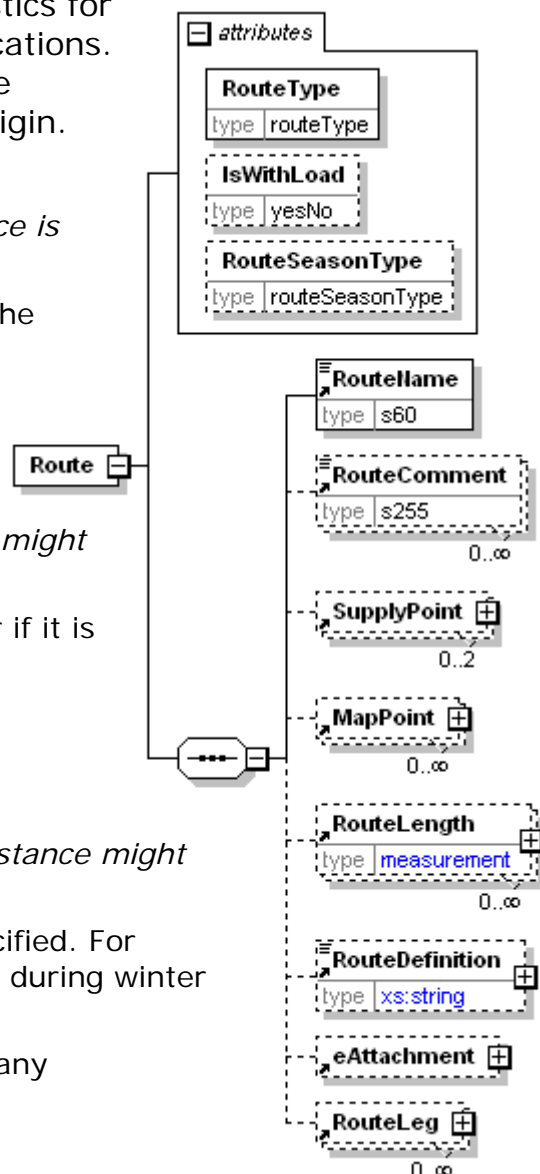 stics for
cations.
e
igin.
ce is
he
might
if it is
stance might
cified. For
during winter
any
attributes
RouteType
type routeType
IsWithLoad
type yesNo
RouteSeasonType
type routeSeasonType
Route
RouteName
type s60
RouteComment
type s255
0..∞
SupplyPoint
0..2
MapPoint
0..∞
RouteLength
type measurement
0..∞
RouteDefinition
type xs:string
eAttachment
RouteLeg
0..∞